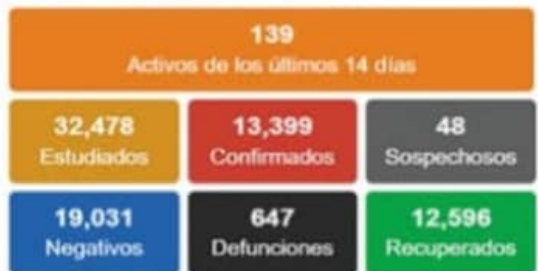 139
Activos de los últimos 14 días
32,478
Estudiados
13,399
Confirmados
48
Sospechosos
19,031
Negativos
647
Defunciones
12,596
Recuperados